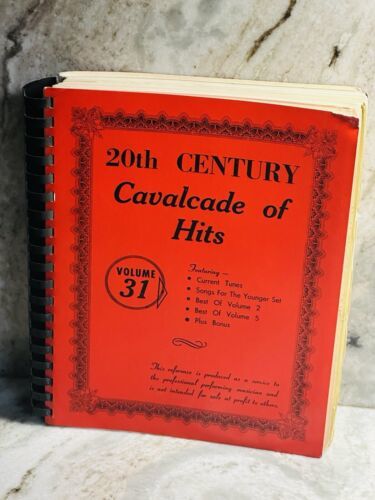 20th CENTURY
Cavalcade of
Hits
VOLUME
31
Featuring —
• Current Tunes
• Songs For The Younger Set
• Best Of Volume 2
• Best Of Volume 5
• Plus Bonus
This reference is produced as a service to
the professional performing musician and
is not intended for sale at profit to others.